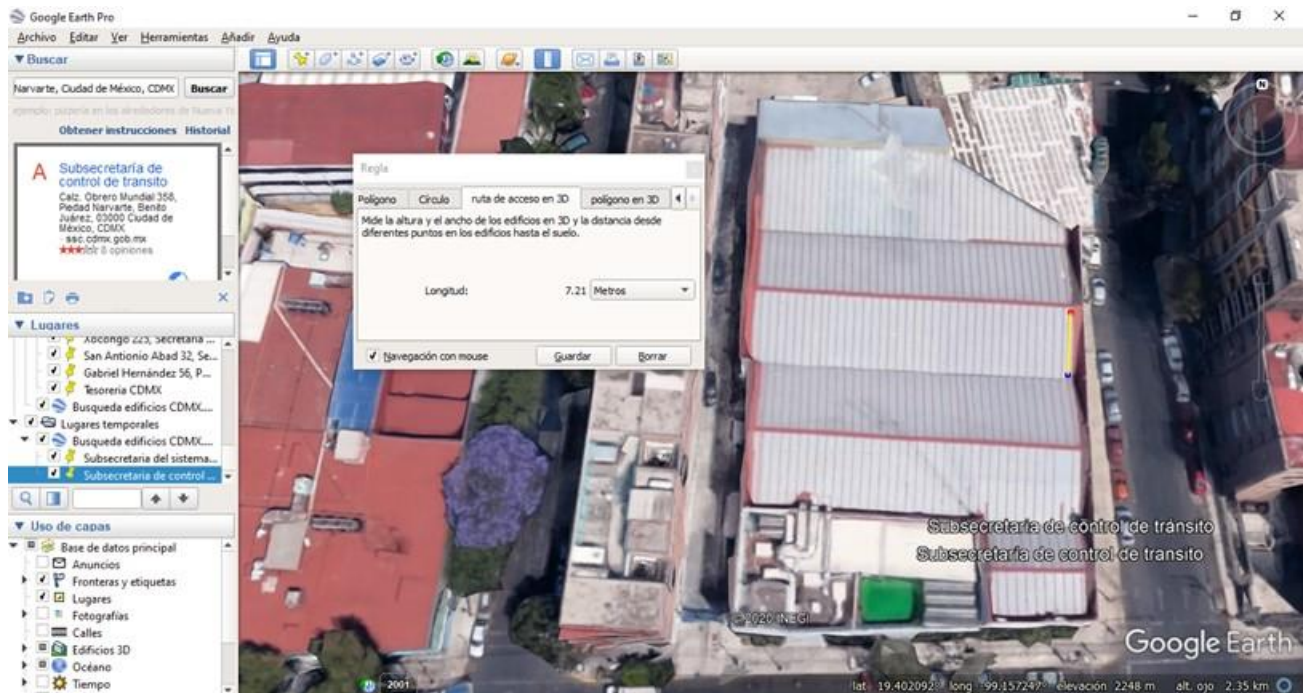 Google Earth Pro
Archivo Editar Ver Herramientas Añadir Ayuda
Buscar
Narvarte, Ciudad de México, CDMX Buscar
Obtener instrucciones Historial
A Subsecretaría de
control de transito
Calz. Obrero Mundial 358,
Piedad Narvarte, Benito
Juárez, 03000 Ciudad de
México, CDMX
ssc.cdmx.gob.mx
8 opiniones
Lugares
Xocongo 225, Secretaría ...
San Antonio Abad 32, Se...
Gabriel Hernández 56, P...
Tesoreria CDMX
Busqueda edificios CDMX....
Lugares temporales
Busqueda edificios CDMX....
Subsecretaria del sistema...
Subsecretaria de control ...
Uso de capas
Base de datos principal
Anuncios
Fronteras y etiquetas
Lugares
Fotografías
Calles
Edificios 3D
Océano
Tiempo
Regla
Polígono Círculo ruta de acceso en 3D polígono en 3D
Mide la altura y el ancho de los edificios en 3D y la distancia desde
diferentes puntos en los edificios hasta el suelo.
Longitud: 7.21 Metros
Navegación con mouse Guardar Borrar
N
Subsecretaría de control de tránsito
Subsecretaría de control de transito
© 2020 INEGI
Google Earth
2001
lat 19.402092° long -99.157247° elevación 2248 m alt. ojo 2.35 km